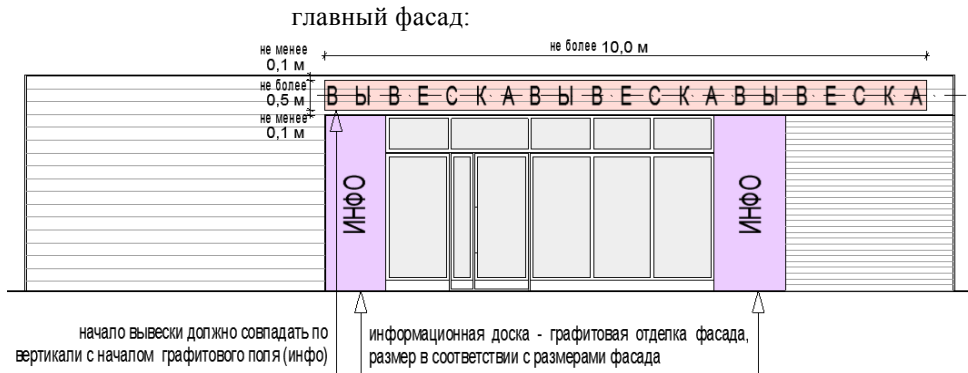 главный фасад:
не менее
0,1 м
не более 10,0 м
не более
0,5 м
В Ы В Е С К А В Ы В Е С К А В Ы В Е С К А
не менее
0,1 м
ИНФО
ИНФО
начало вывески должно совпадать по
вертикали с началом графитового поля (инфо)
информационная доска - графитовая отделка фасада,
размер в соответствии с размерами фасада